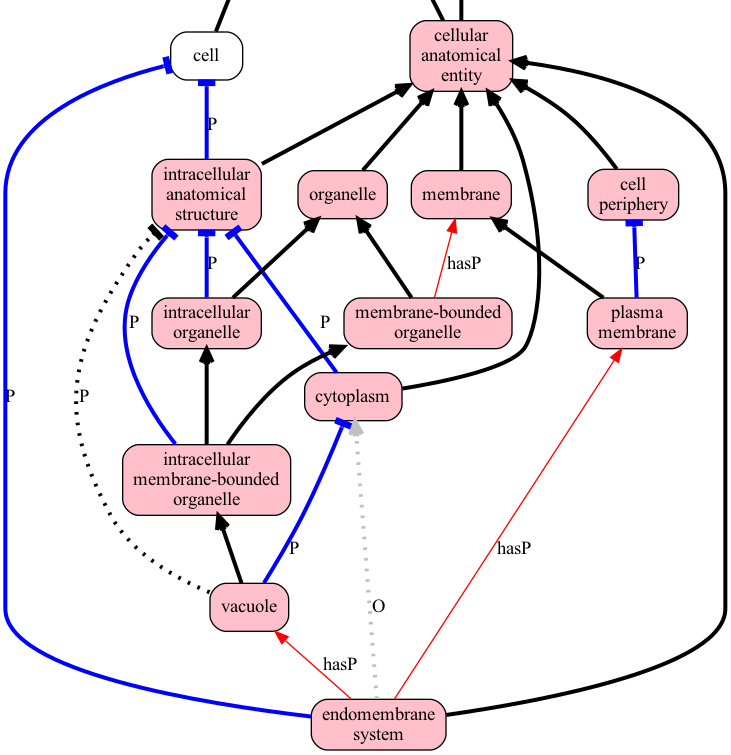 cell
cellular
anatomical
entity
P
intracellular
anatomical
structure
organelle
membrane
cell
periphery
P
hasP
P
intracellular
organelle
P
membrane-bounded
organelle
P
plasma
membrane
P
P
cytoplasm
intracellular
membrane-bounded
organelle
P
hasP
vacuole
O
hasP
endomembrane
system